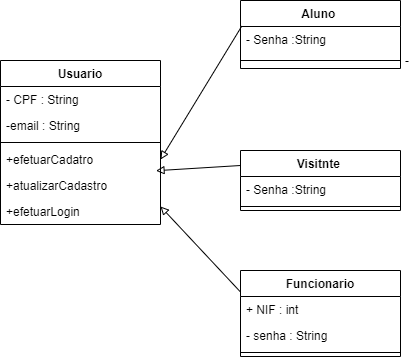 Aluno
- Senha :String
-
Usuario
- CPF : String
-email : String
+efetuarCadatro
+atualizarCadastro
+efetuarLogin
Visitnte
- Senha :String
Funcionario
+ NIF : int
- senha : String